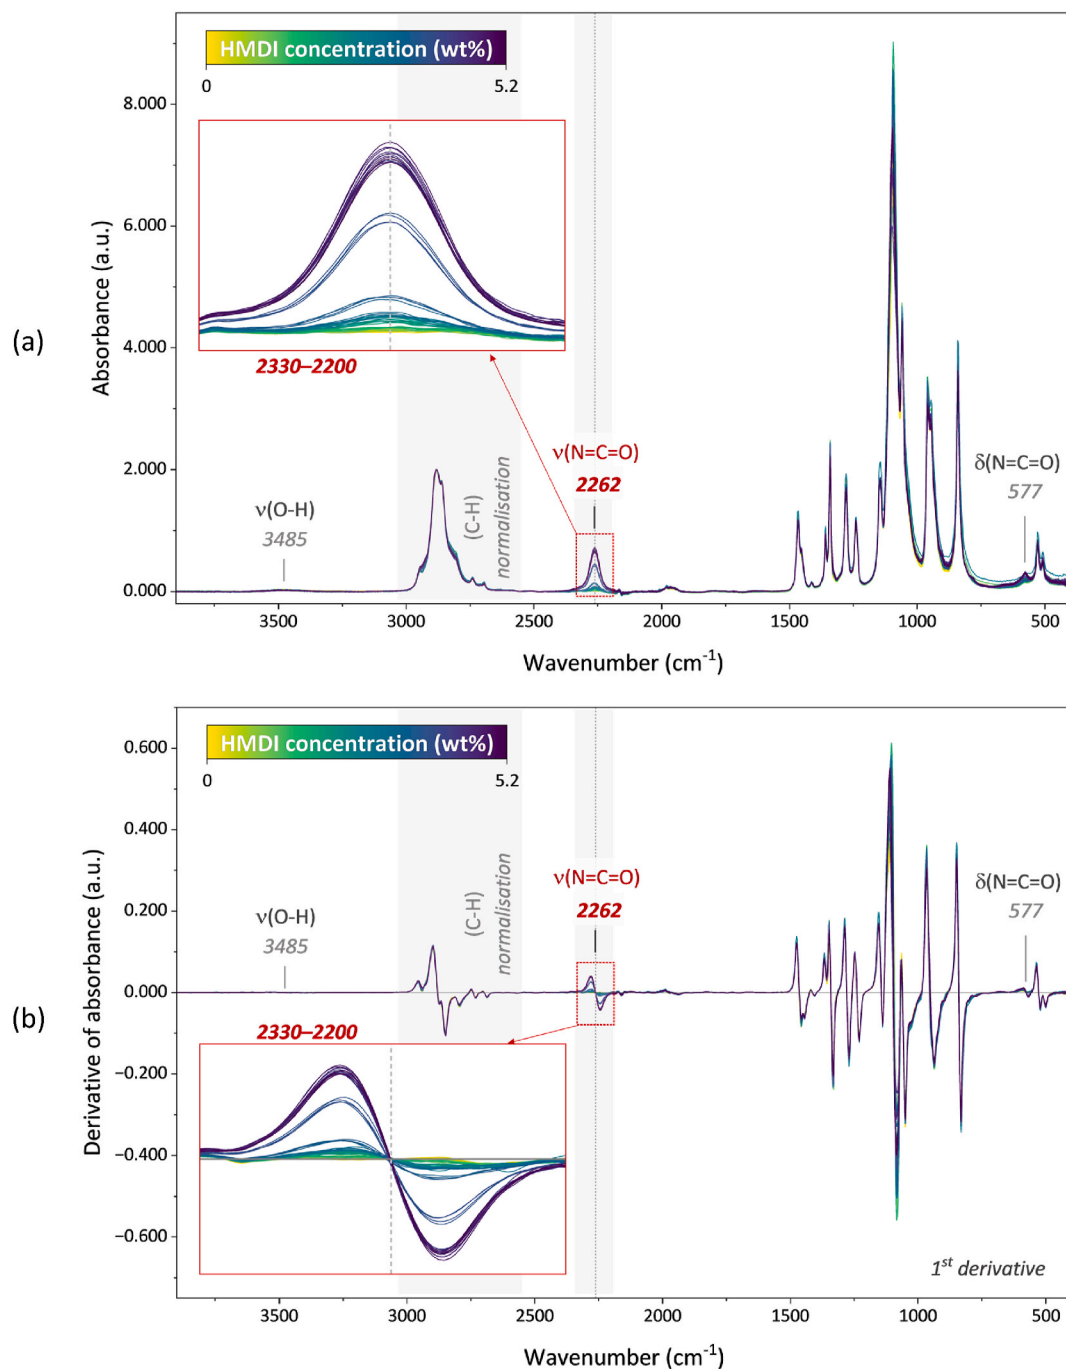 (a)
HMDI concentration (wt%)
0 5.2
2330–2200
ν(O-H)
3485
(C-H)
normalisation
ν(N=C=O)
2262
δ(N=C=O)
577
Absorbance (a.u.)
8.000
6.000
4.000
2.000
0.000
3500 3000 2500 2000 1500 1000 500
Wavenumber (cm⁻¹)
(b)
HMDI concentration (wt%)
0 5.2
ν(O-H)
3485
(C-H)
normalisation
ν(N=C=O)
2262
δ(N=C=O)
577
2330–2200
1st derivative
Derivative of absorbance (a.u.)
0.600
0.400
0.200
0.000
−0.200
−0.400
−0.600
3500 3000 2500 2000 1500 1000 500
Wavenumber (cm⁻¹)